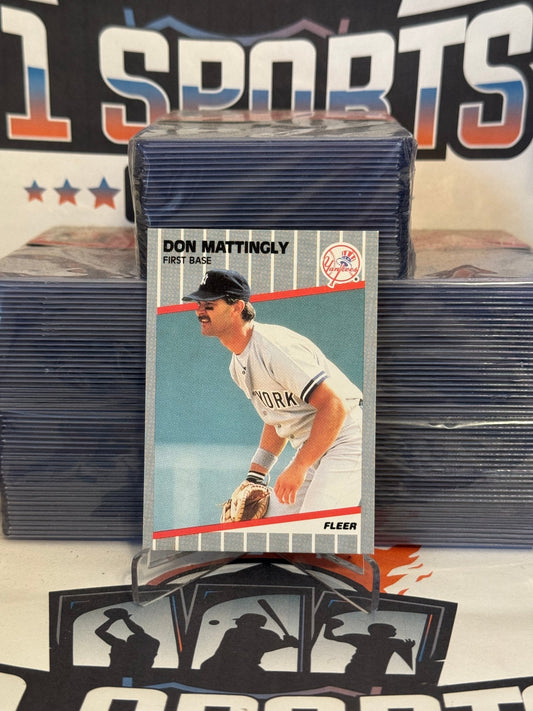 1 SPORTS
DON MATTINGLY
FIRST BASE
Yankees
YORK
FLEER